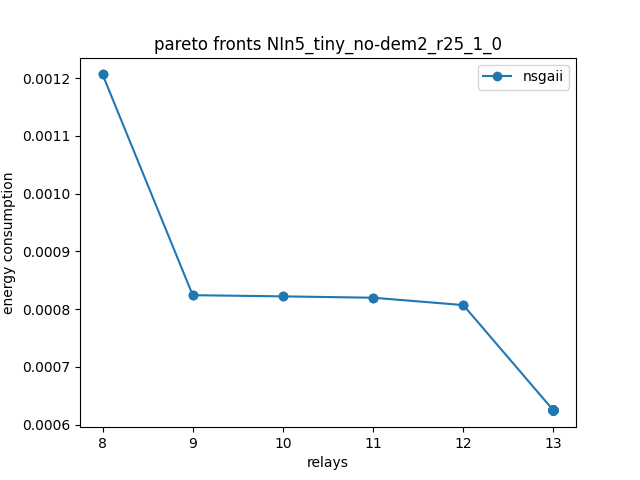 pareto fronts NIn5_tiny_no-dem2_r25_1_0
nsgaii
energy consumption
0.0012
0.0011
0.0010
0.0009
0.0008
0.0007
0.0006
8 9 10 11 12 13
relays